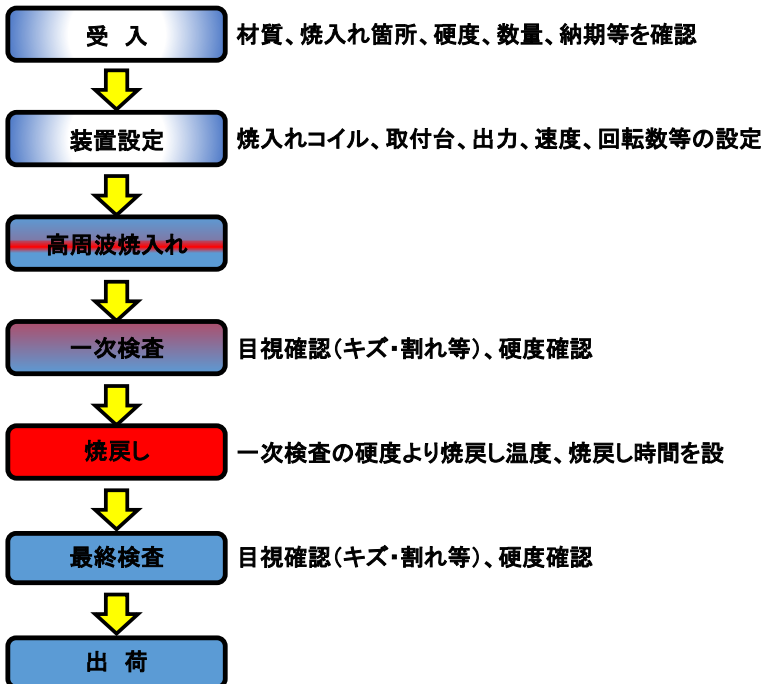 受 入 材質、焼入れ箇所、硬度、数量、納期等を確認
装置設定 焼入れコイル、取付台、出力、速度、回転数等の設定
高周波焼入れ
一次検査 目視確認(キズ・割れ等)、硬度確認
焼戻し 一次検査の硬度より焼戻し温度、焼戻し時間を設
最終検査 目視確認(キズ・割れ等)、硬度確認
出 荷